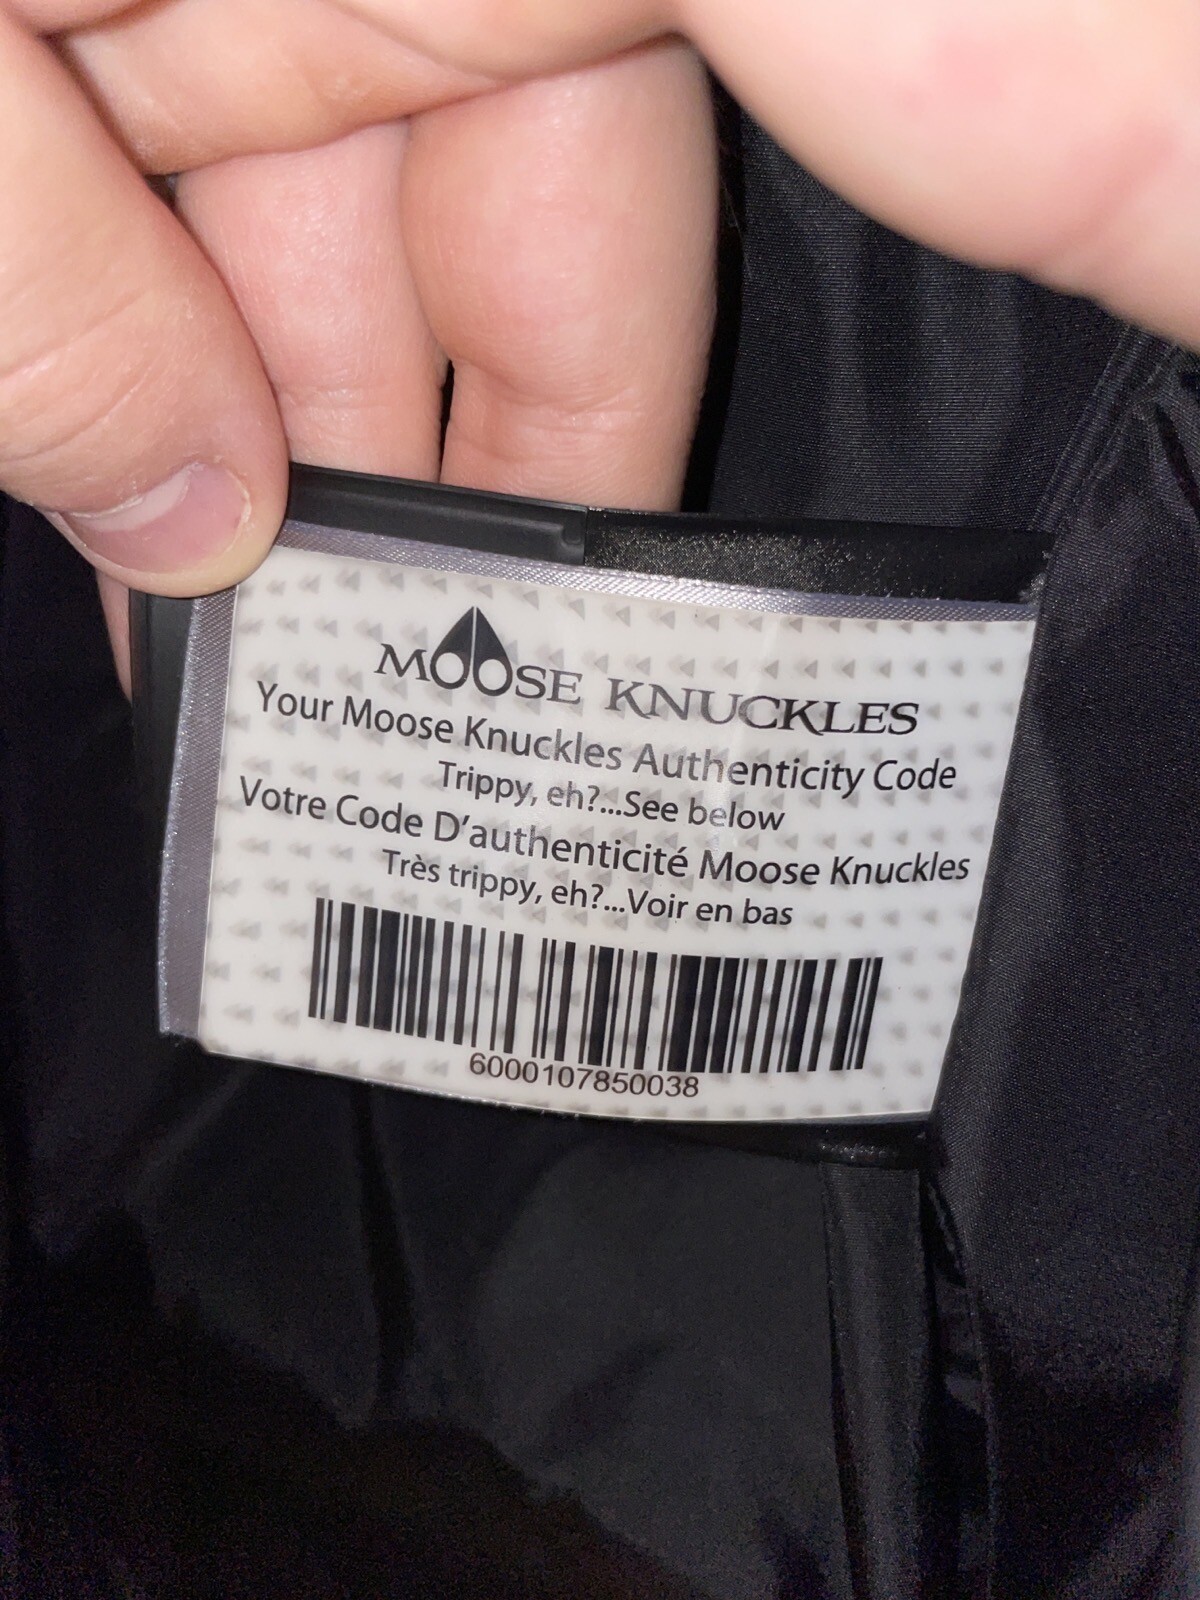 MOOSE KNUCKLES
Your Moose Knuckles Authenticity Code
Trippy, eh?...See below
Votre Code D'authenticité Moose Knuckles
Très trippy, eh?...Voir en bas
6000107850038